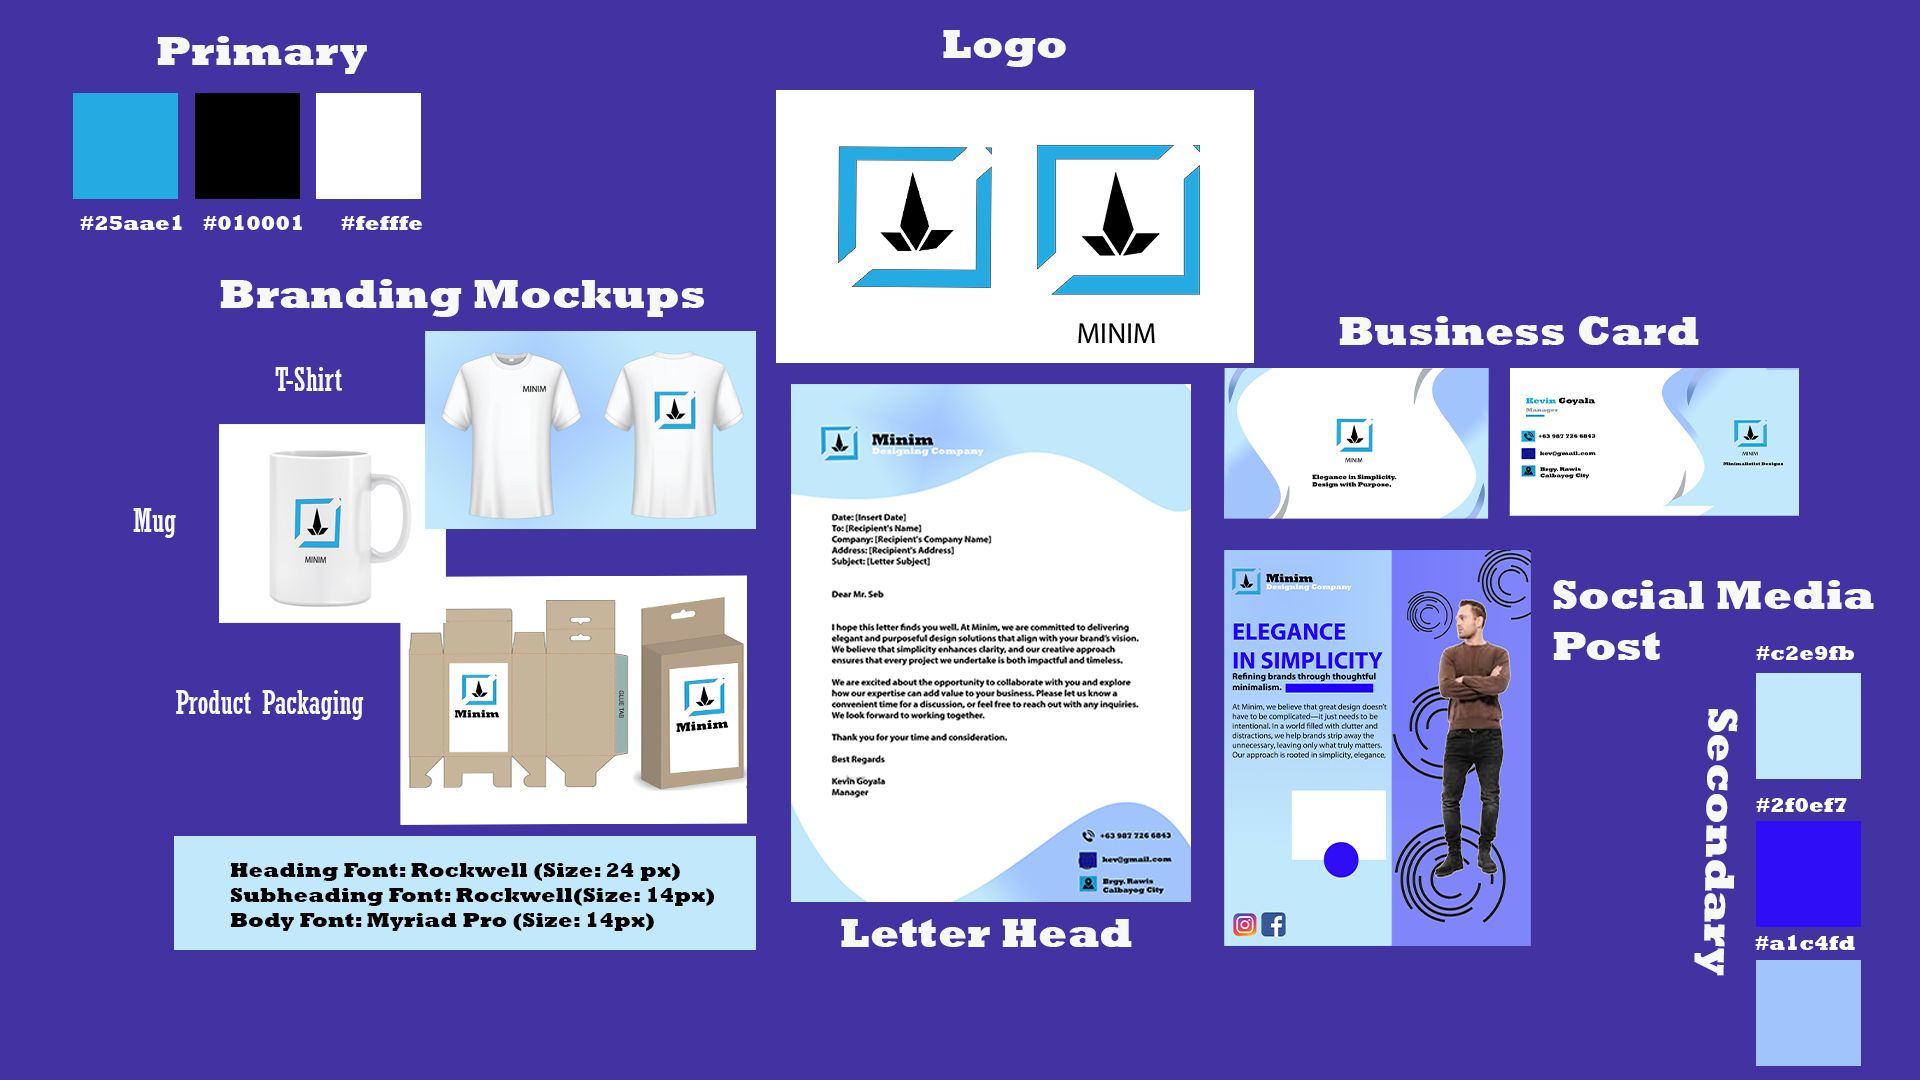 Primary
#25aae1 #010001 #fefffe
Logo
MINIM
Branding Mockups
T-Shirt
MINIM
Mug
MINIM
Product Packaging
Minim
GLUE TAB
Minim
Heading Font: Rockwell (Size: 24 px)
Subheading Font: Rockwell(Size: 14px)
Body Font: Myriad Pro (Size: 14px)
Minim
Designing Company
Date: [Insert Date]
To: [Recipient's Name]
Company: [Recipient's Company Name]
Address: [Recipient's Address]
Subject: [Letter Subject]
Dear Mr. Seb
I hope this letter finds you well. At Minim, we are committed to delivering
elegant and purposeful design solutions that align with your brand's vision.
We believe that simplicity enhances clarity, and our creative approach
ensures that every project we undertake is both impactful and timeless.
We are excited about the opportunity to collaborate with you and explore
how our expertise can add value to your business. Please let us know a
convenient time for a discussion, or feel free to reach out with any inquiries.
We look forward to working together.
Thank you for your time and consideration.
Best Regards
Kevin Goyala
Manager
+63 987 726 6843
kev@gmail.com
Brgy. Rawis
Calbayog City
Letter Head
Business Card
MINIM
Elegance in Simplicity.
Design with Purpose.
Kevin Goyala
Manager
+63 987 726 6843
kev@gmail.com
Brgy. Rawis
Calbayog City
MINIM
Minimalistist Designs
Minim
Designing Company
ELEGANCE
IN SIMPLICITY
Refining brands through thoughtful
minimalism.
At Minim, we believe that great design doesn't
have to be complicated—it just needs to be
intentional. In a world filled with clutter and
distractions, we help brands strip away the
unnecessary, leaving only what truly matters.
Our approach is rooted in simplicity, elegance,
Social Media
Post
Secondary
#c2e9fb
#2f0ef7
#a1c4fd